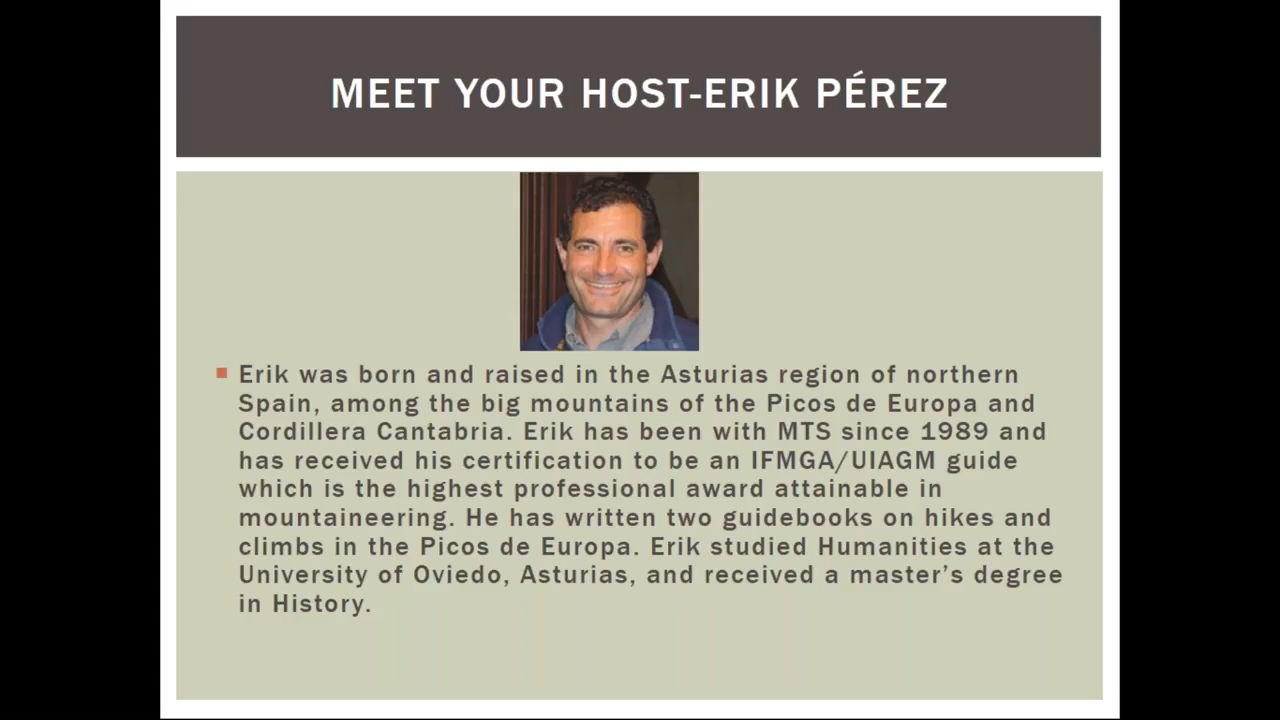 MEET YOUR HOST-ERIK PÉREZ
Erik was born and raised in the Asturias region of northern
Spain, among the big mountains of the Picos de Europa and
Cordillera Cantabria. Erik has been with MTS since 1989 and
has received his certification to be an IFMGA/UIAGM guide
which is the highest professional award attainable in
mountaineering. He has written two guidebooks on hikes and
climbs in the Picos de Europa. Erik studied Humanities at the
University of Oviedo, Asturias, and received a master's degree
in History.